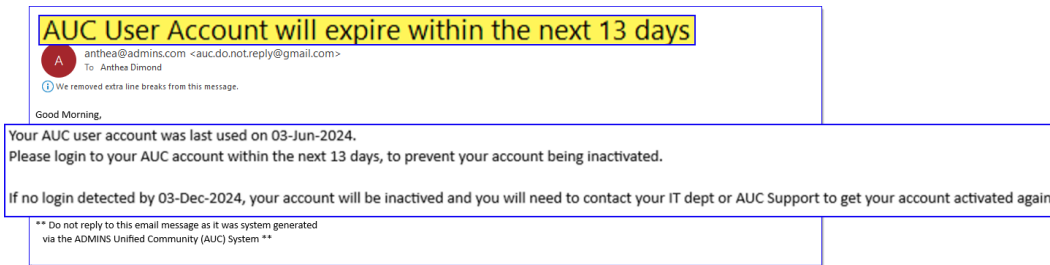 AUC User Account will expire within the next 13 days
A
anthea@admins.com <auc.do.not.reply@gmail.com>
To Anthea Dimond
We removed extra line breaks from this message.
Good Morning,
Your AUC user account was last used on 03-Jun-2024.
Please login to your AUC account within the next 13 days, to prevent your account being inactivated.
If no login detected by 03-Dec-2024, your account will be inactived and you will need to contact your IT dept or AUC Support to get your account activated again
** Do not reply to this email message as it was system generated
via the ADMINS Unified Community (AUC) System **